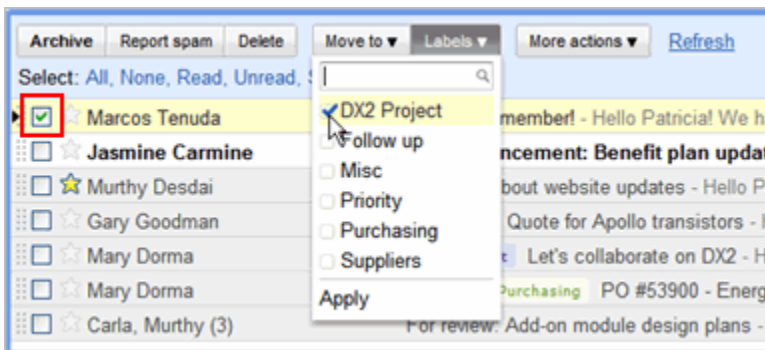 Archive Report spam Delete Move to ▼ Labels ▼ More actions ▼ Refresh
Select: All, None, Read, Unread,
DX2 Project
Follow up
Misc
Priority
Purchasing
Suppliers
Apply
Marcos Tenuda member! - Hello Patricia! We h
Jasmine Carmine ncement: Benefit plan updat
Murthy Desdai bout website updates - Hello P
Gary Goodman Quote for Apollo transistors -
Mary Dorma Let's collaborate on DX2 - H
Mary Dorma Purchasing PO #53900 - Energ
Carla, Murthy (3) For review: Add-on module design plans -